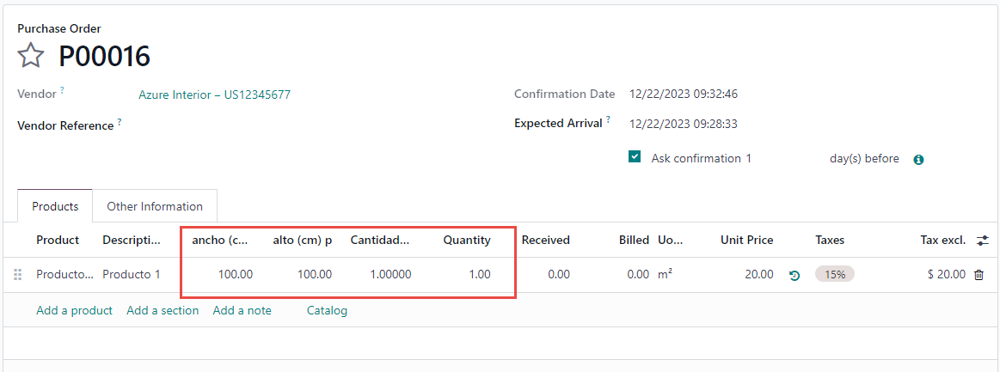 Purchase Order
P00016
Vendor ? Azure Interior – US12345677 Confirmation Date 12/22/2023 09:32:46
Vendor Reference ? Expected Arrival ? 12/22/2023 09:28:33
Ask confirmation 1 day(s) before
Products Other Information
Product Descripti... ancho (c... alto (cm) p Cantidad... Quantity Received Billed Uo... Unit Price Taxes Tax excl.
Producto... Producto 1 100.00 100.00 1.00000 1.00 0.00 0.00 m² 20.00 15% $ 20.00
Add a product Add a section Add a note Catalog